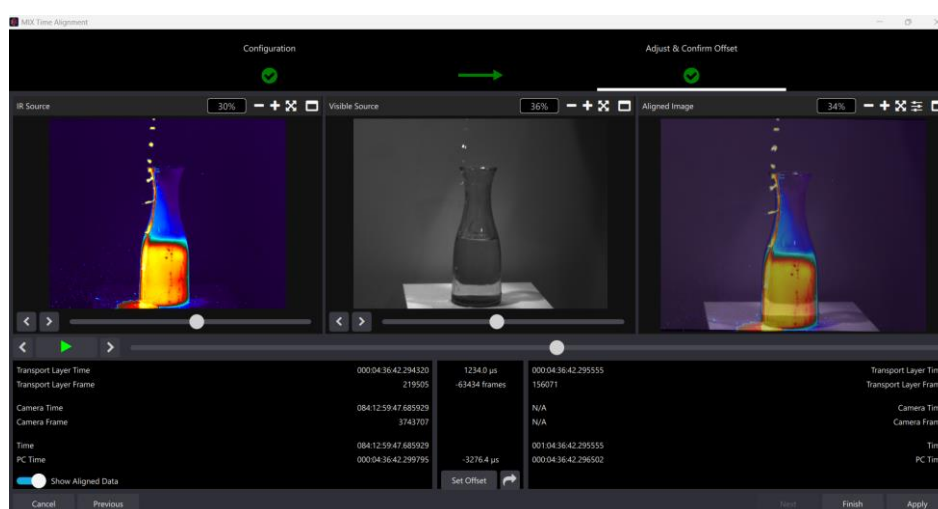 MIX Time Alignment
Configuration
Adjust & Confirm Offset
IR Source 30%
Visible Source 36%
Aligned Image 34%
Transport Layer Time 000:04:36:42.294320 1234.0 µs 000:04:36:42.295555 Transport Layer Tim
Transport Layer Frame 219505 -63434 frames 156071 Transport Layer Fram
Camera Time 084:12:59:47.685929 N/A Camera Tim
Camera Frame 3743707 N/A Camera Fram
Time 084:12:59:47.685929 001:04:36:42.295555 Tim
PC Time 000:04:36:42.299795 -3276.4 µs 000:04:36:42.296502 PC Tim
Show Aligned Data Set Offset
Cancel Previous Next Finish Apply